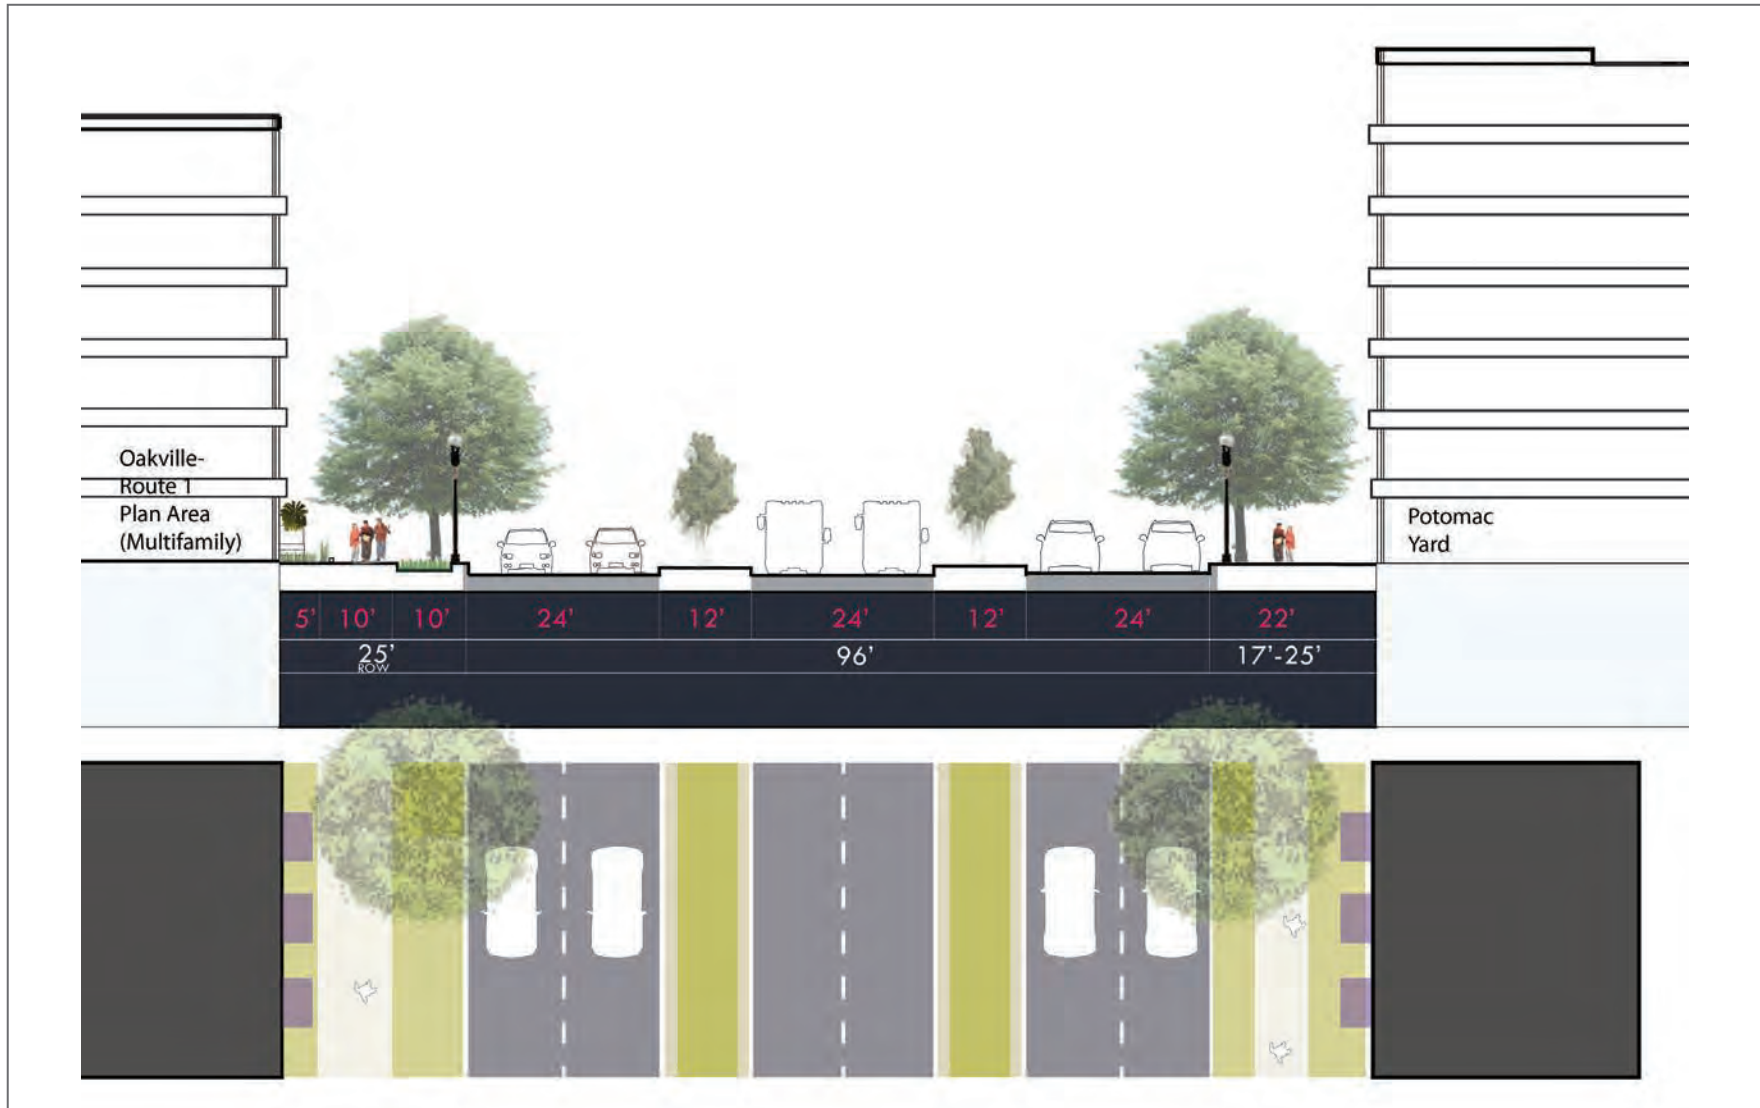 Oakville-
Route 1
Plan Area
(Multifamily)
Potomac
Yard
5’ 10’ 10’ 24’ 12’ 24’ 12’ 24’ 22’
25’ 96’ 17’-25’
ROW